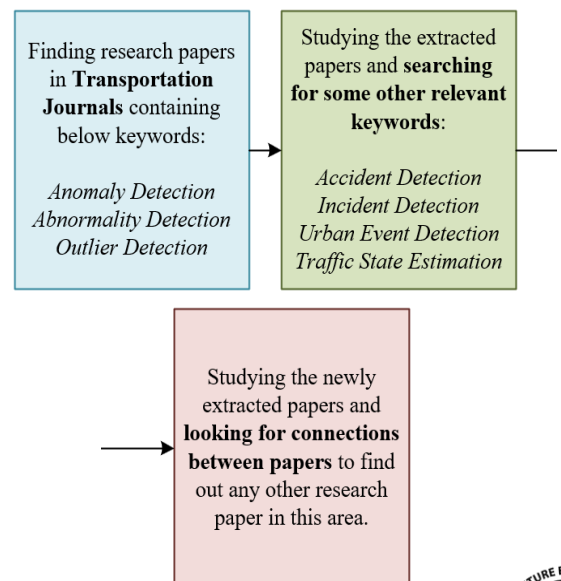 Finding research papers
in Transportation
Journals containing
below keywords:
Anomaly Detection
Abnormality Detection
Outlier Detection
Studying the extracted
papers and searching
for some other relevant
keywords:
Accident Detection
Incident Detection
Urban Event Detection
Traffic State Estimation
Studying the newly
extracted papers and
looking for connections
between papers to find
out any other research
paper in this area.